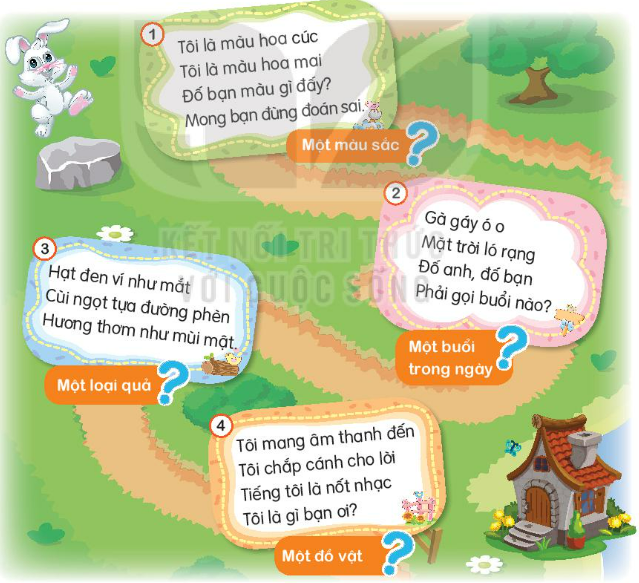 1
Tôi là màu hoa cúc
Tôi là màu hoa mai
Đố bạn màu gì đấy?
Mong bạn đừng đoán sai.
Một màu sắc ?
2
Gà gáy ó o
Mặt trời ló rạng
Đố anh, đố bạn
Phải gọi buổi nào?
Một buổi
trong ngày ?
KẾT NỐI TRI THỨC
VỚI CUỘC SỐNG
3
Hạt đen ví như mắt
Cùi ngọt tựa đường phèn
Hương thơm như mùi mật.
Một loại quả ?
4
Tôi mang âm thanh đến
Tôi chắp cánh cho lời
Tiếng tôi là nốt nhạc
Tôi là gì bạn ơi?
Một đồ vật ?